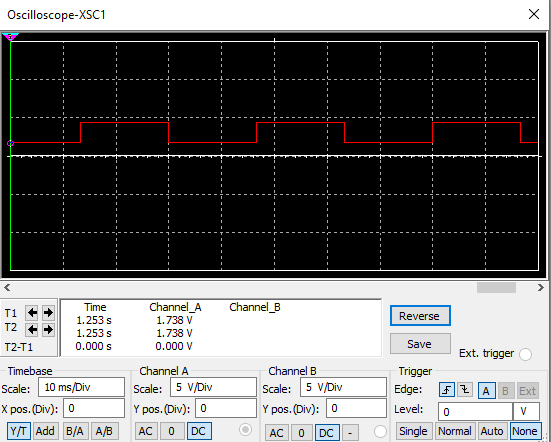 Oscilloscope-XSC1
T1
T2
T2-T1
Time Channel_A Channel_B
1.253 s 1.738 V
1.253 s 1.738 V
0.000 s 0.000 V
Reverse
Save
Ext. trigger
Timebase
Scale: 10 ms/Div
X pos.(Div): 0
Y/T Add B/A A/B
Channel A
Scale: 5 V/Div
Y pos.(Div): 0
AC 0 DC
Channel B
Scale: 5 V/Div
Y pos.(Div): 0
AC 0 DC -
Trigger
Edge: A B Ext
Level: 0 V
Single Normal Auto None